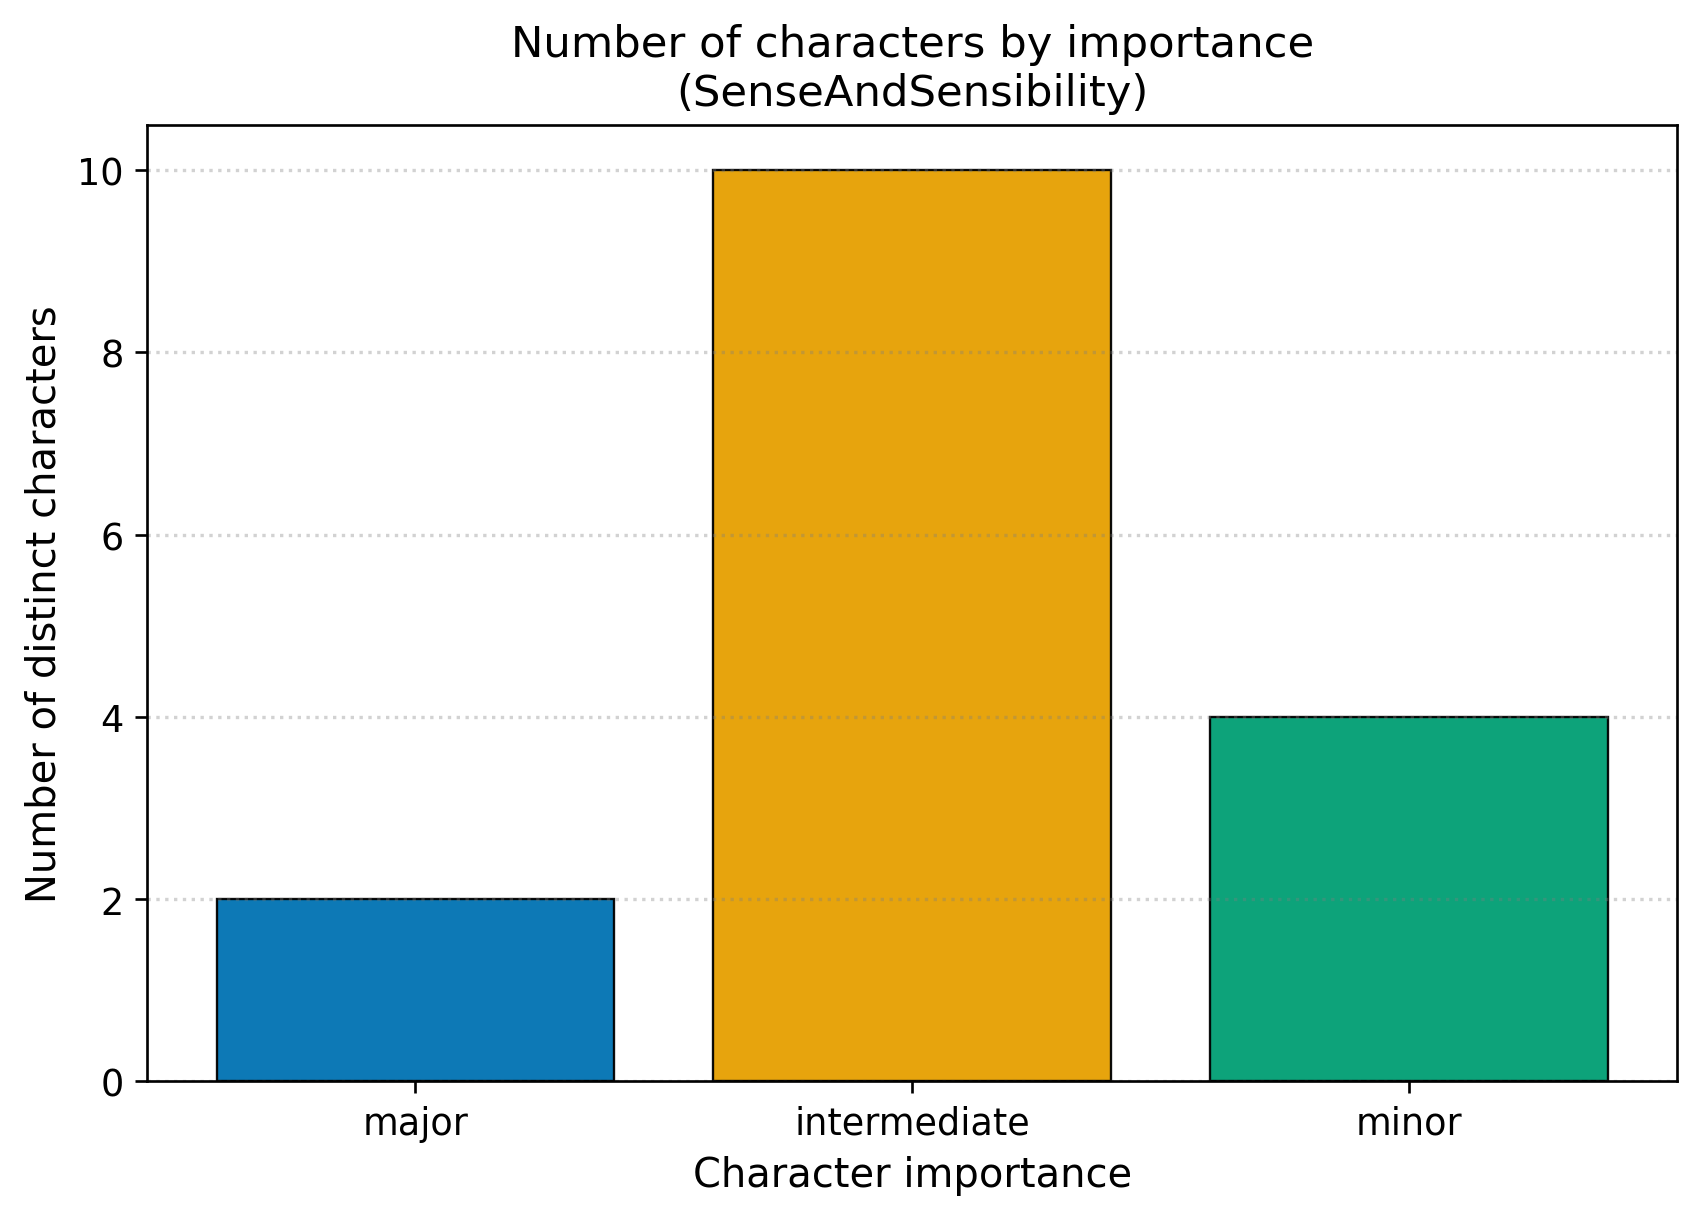 Number of characters by importance
(SenseAndSensibility)
Number of distinct characters
10
8
6
4
2
0
major
intermediate
minor
Character importance